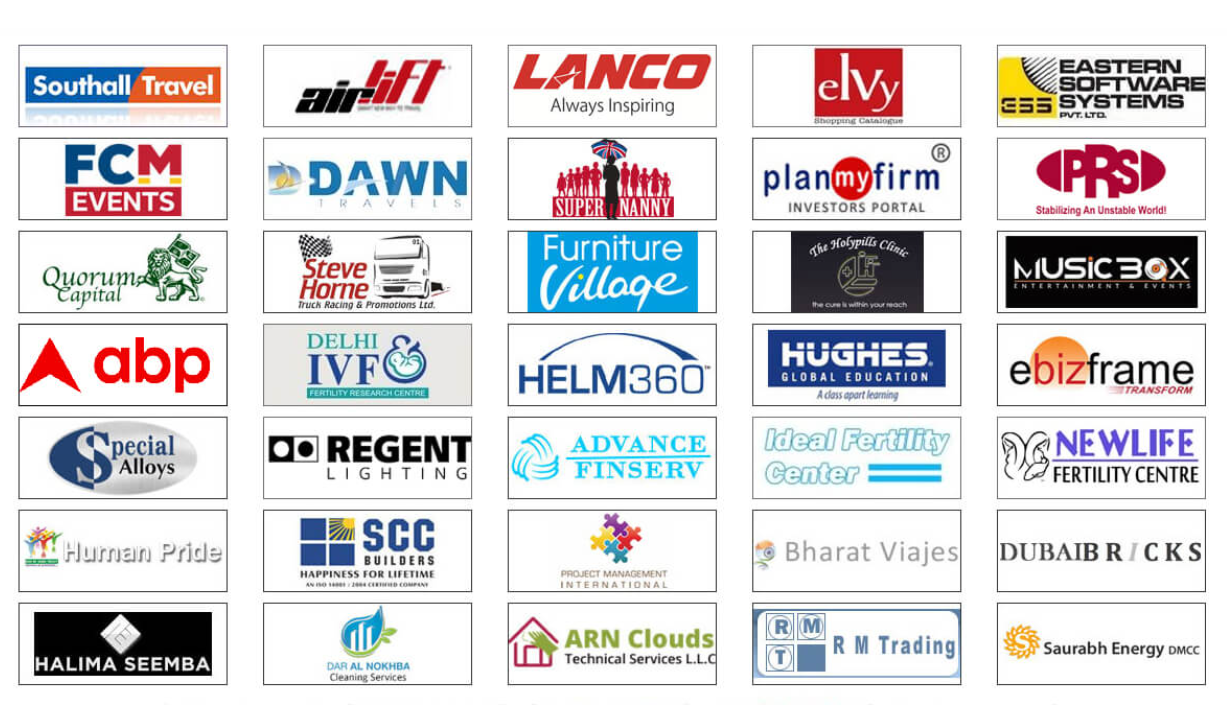 Southall Travel
airlift
LANCO
Always Inspiring
elvy
Shopping Catalogue
ESS
EASTERN
SOFTWARE
SYSTEMS
PVT. LTD.
FCM
EVENTS
DAWN
TRAVELS
SUPER NANNY
planmyfirm ®
INVESTORS PORTAL
PRS
Stabilizing An Unstable World!
Quorum
Capital
01
Steve
Horne
Truck Racing & Promotions Ltd.
Furniture
Village
The Holypills Clinic
the cure is within your reach
MUSIC BOX
ENTERTAINMENT & EVENTS
abp
DELHI
IVF
FERTILITY RESEARCH CENTRE
HELM360™
HUGHES®
GLOBAL EDUCATION
A class apart learning
ebizframe
TRANSFORM
Special
Alloys
REGENT
LIGHTING
ADVANCE
FINSERV
Ideal Fertility
Center
NEWLIFE
FERTILITY CENTRE
Human Pride
SCC
BUILDERS
HAPPINESS FOR LIFETIME
AN ISO 14001 : 2004 CERTIFIED COMPANY
PROJECT MANAGEMENT
INTERNATIONAL
Bharat Viajes
DUBAIBRICKS
HALIMA SEEMBA
DAR AL NOKHBA
Cleaning Services
ARN Clouds
Technical Services L.L.C
R M
T
R M Trading
Saurabh Energy DMCC